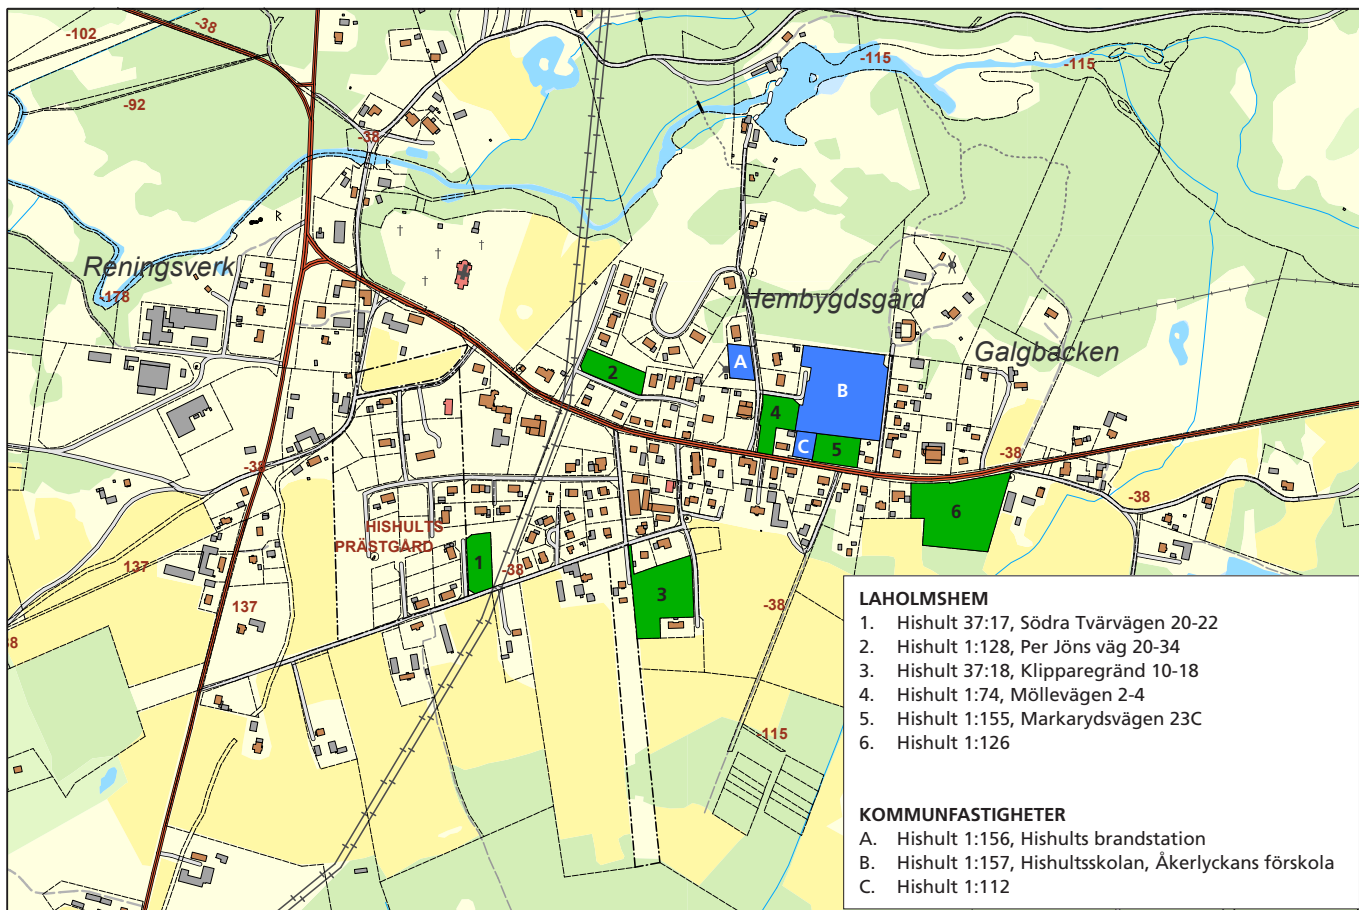 -102
-38
-92
-38
-115
-115
Reningsverk
-178
Hembygdsgård
Galgbacken
A
2
B
4
C
5
-38
-38
-38
6
HISHULTS
PRÄSTGÅRD
1
-38
3
137
137
38
-38
-115
LAHOLMSHEM
1. Hishult 37:17, Södra Tvärvägen 20-22
2. Hishult 1:128, Per Jöns väg 20-34
3. Hishult 37:18, Klipparegränd 10-18
4. Hishult 1:74, Möllevägen 2-4
5. Hishult 1:155, Markarydsvägen 23C
6. Hishult 1:126
KOMMUNFASTIGHETER
A. Hishult 1:156, Hishults brandstation
B. Hishult 1:157, Hishultsskolan, Åkerlyckans förskola
C. Hishult 1:112